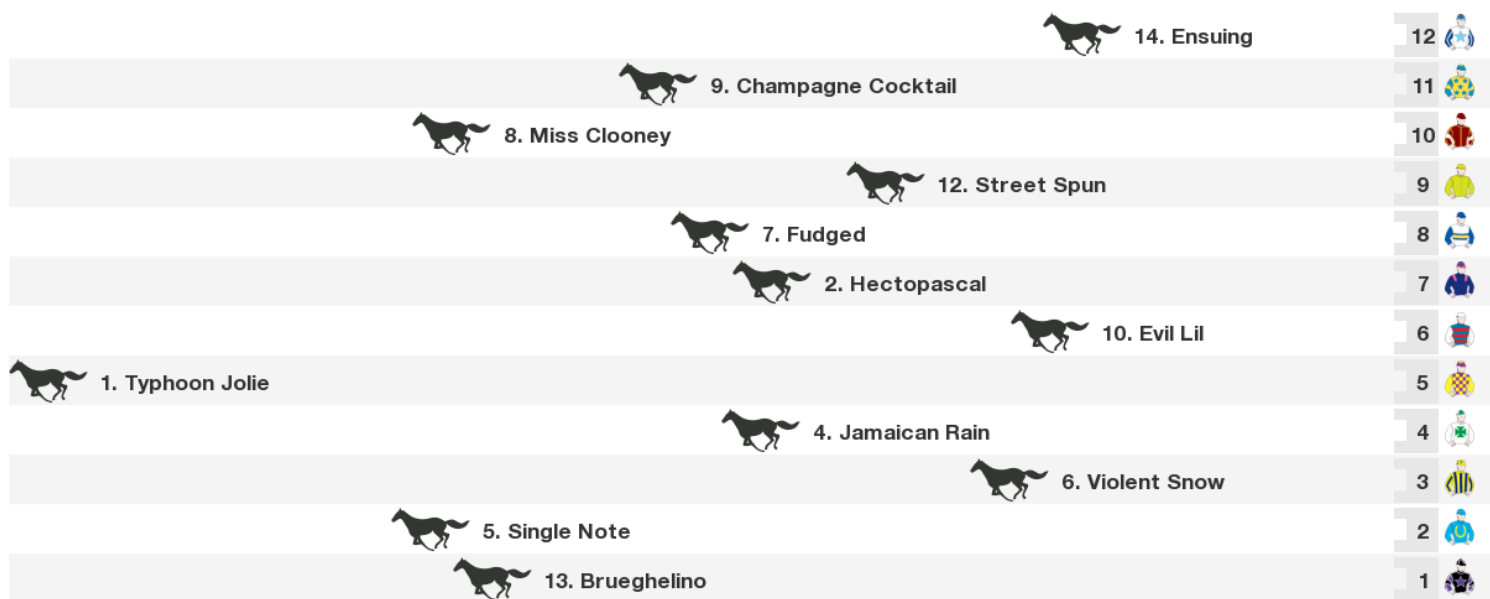 14. Ensuing 12
9. Champagne Cocktail 11
8. Miss Clooney 10
12. Street Spun 9
7. Fudged 8
2. Hectopascal 7
10. Evil Lil 6
1. Typhoon Jolie 5
4. Jamaican Rain 4
6. Violent Snow 3
5. Single Note 2
13. Brueghelino 1